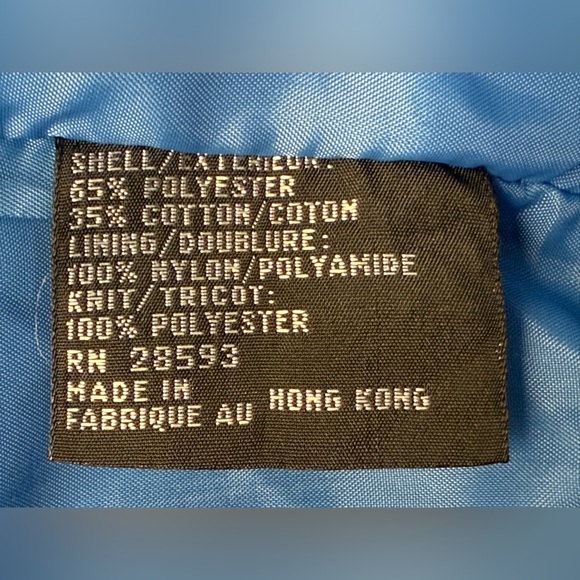 SHELL/EXTERIEUR:
65% POLYESTER
35% COTTON/COTON
LINING/DOUBLURE:
100% NYLON/POLYAMIDE
KNIT/TRICOT:
100% POLYESTER
RN 28593
MADE IN
FABRIQUE AU HONG KONG